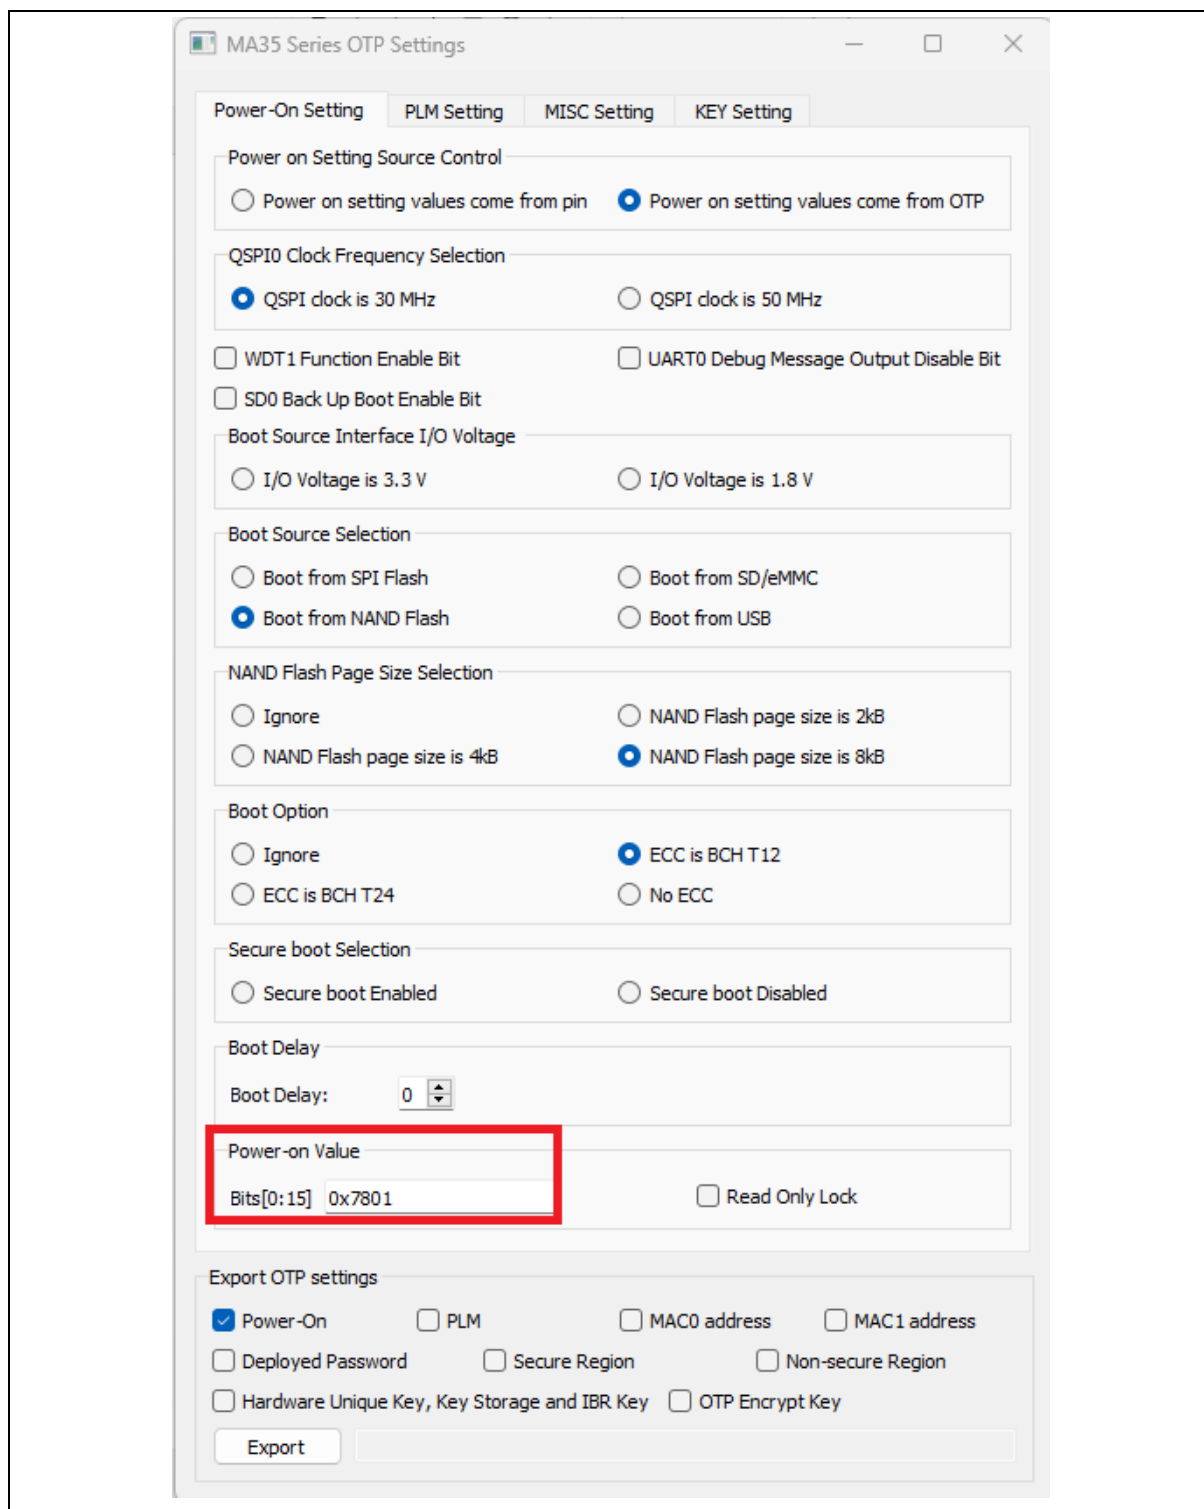 MA35 Series OTP Settings
Power-On Setting PLM Setting MISC Setting KEY Setting
Power on Setting Source Control
Power on setting values come from pin Power on setting values come from OTP
QSPI0 Clock Frequency Selection
QSPI clock is 30 MHz QSPI clock is 50 MHz
WDT1 Function Enable Bit UART0 Debug Message Output Disable Bit
SD0 Back Up Boot Enable Bit
Boot Source Interface I/O Voltage
I/O Voltage is 3.3 V I/O Voltage is 1.8 V
Boot Source Selection
Boot from SPI Flash Boot from SD/eMMC
Boot from NAND Flash Boot from USB
NAND Flash Page Size Selection
Ignore NAND Flash page size is 2kB
NAND Flash page size is 4kB NAND Flash page size is 8kB
Boot Option
Ignore ECC is BCH T12
ECC is BCH T24 No ECC
Secure boot Selection
Secure boot Enabled Secure boot Disabled
Boot Delay
Boot Delay: 0
Power-on Value
Bits[0:15] 0x7801 Read Only Lock
Export OTP settings
Power-On PLM MAC0 address MAC1 address
Deployed Password Secure Region Non-secure Region
Hardware Unique Key, Key Storage and IBR Key OTP Encrypt Key
Export